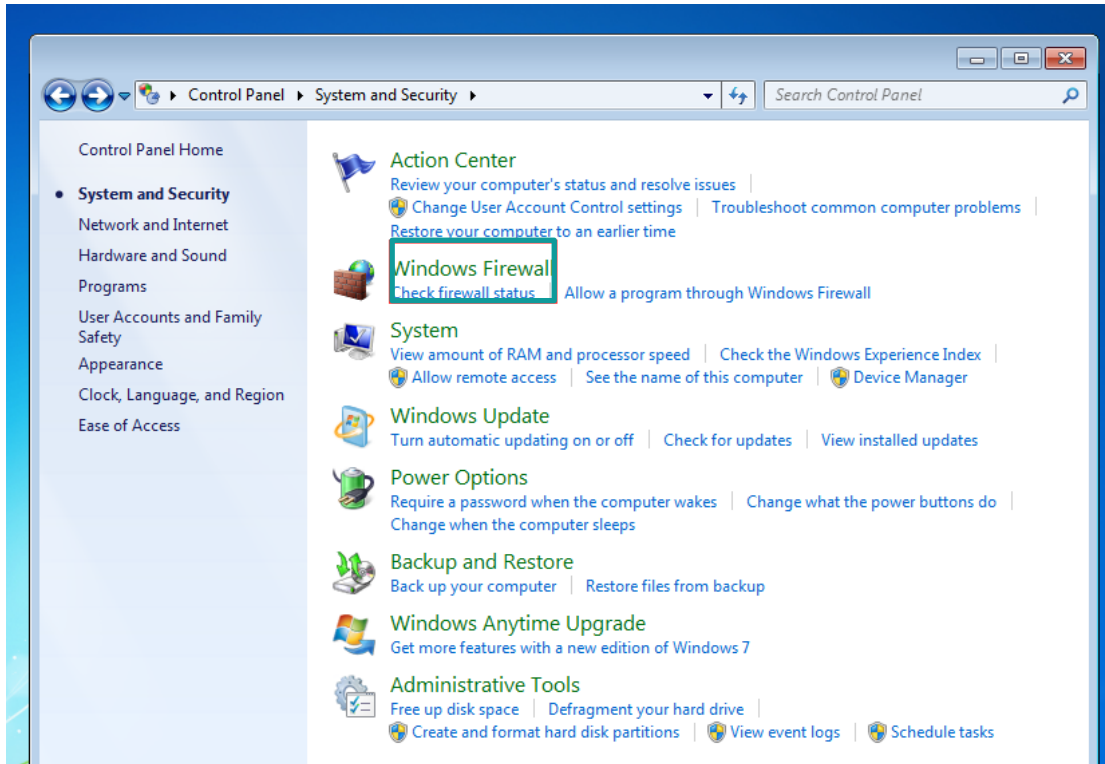 Control Panel System and Security Search Control Panel
Control Panel Home
System and Security
Network and Internet
Hardware and Sound
Programs
User Accounts and Family
Safety
Appearance
Clock, Language, and Region
Ease of Access
Action Center
Review your computer's status and resolve issues
Change User Account Control settings Troubleshoot common computer problems
Restore your computer to an earlier time
Windows Firewall
Check firewall status Allow a program through Windows Firewall
System
View amount of RAM and processor speed Check the Windows Experience Index
Allow remote access See the name of this computer Device Manager
Windows Update
Turn automatic updating on or off Check for updates View installed updates
Power Options
Require a password when the computer wakes Change what the power buttons do
Change when the computer sleeps
Backup and Restore
Back up your computer Restore files from backup
Windows Anytime Upgrade
Get more features with a new edition of Windows 7
Administrative Tools
Free up disk space Defragment your hard drive
Create and format hard disk partitions View event logs Schedule tasks